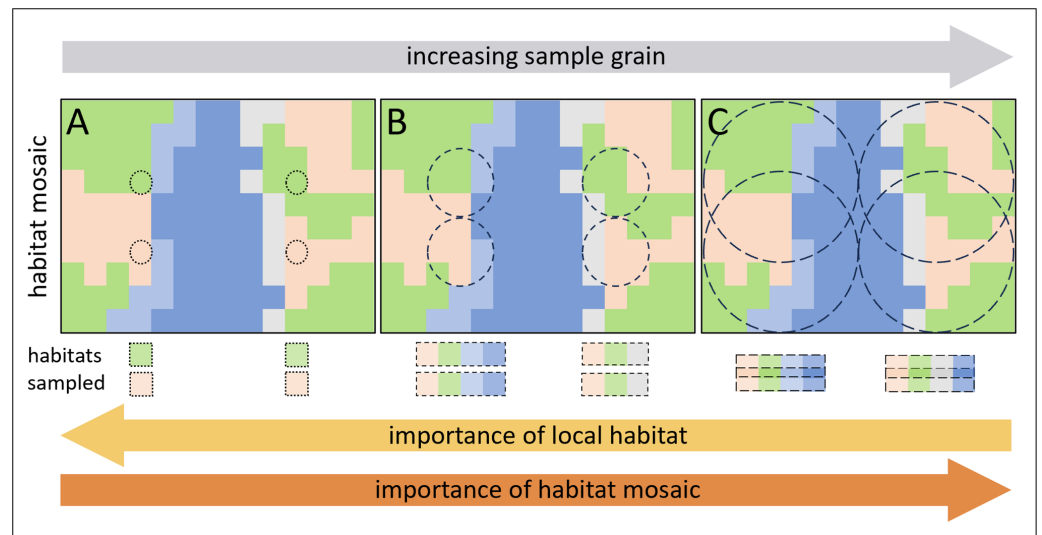 increasing sample grain
A
B
C
habitat mosaic
habitats
sampled
importance of local habitat
importance of habitat mosaic